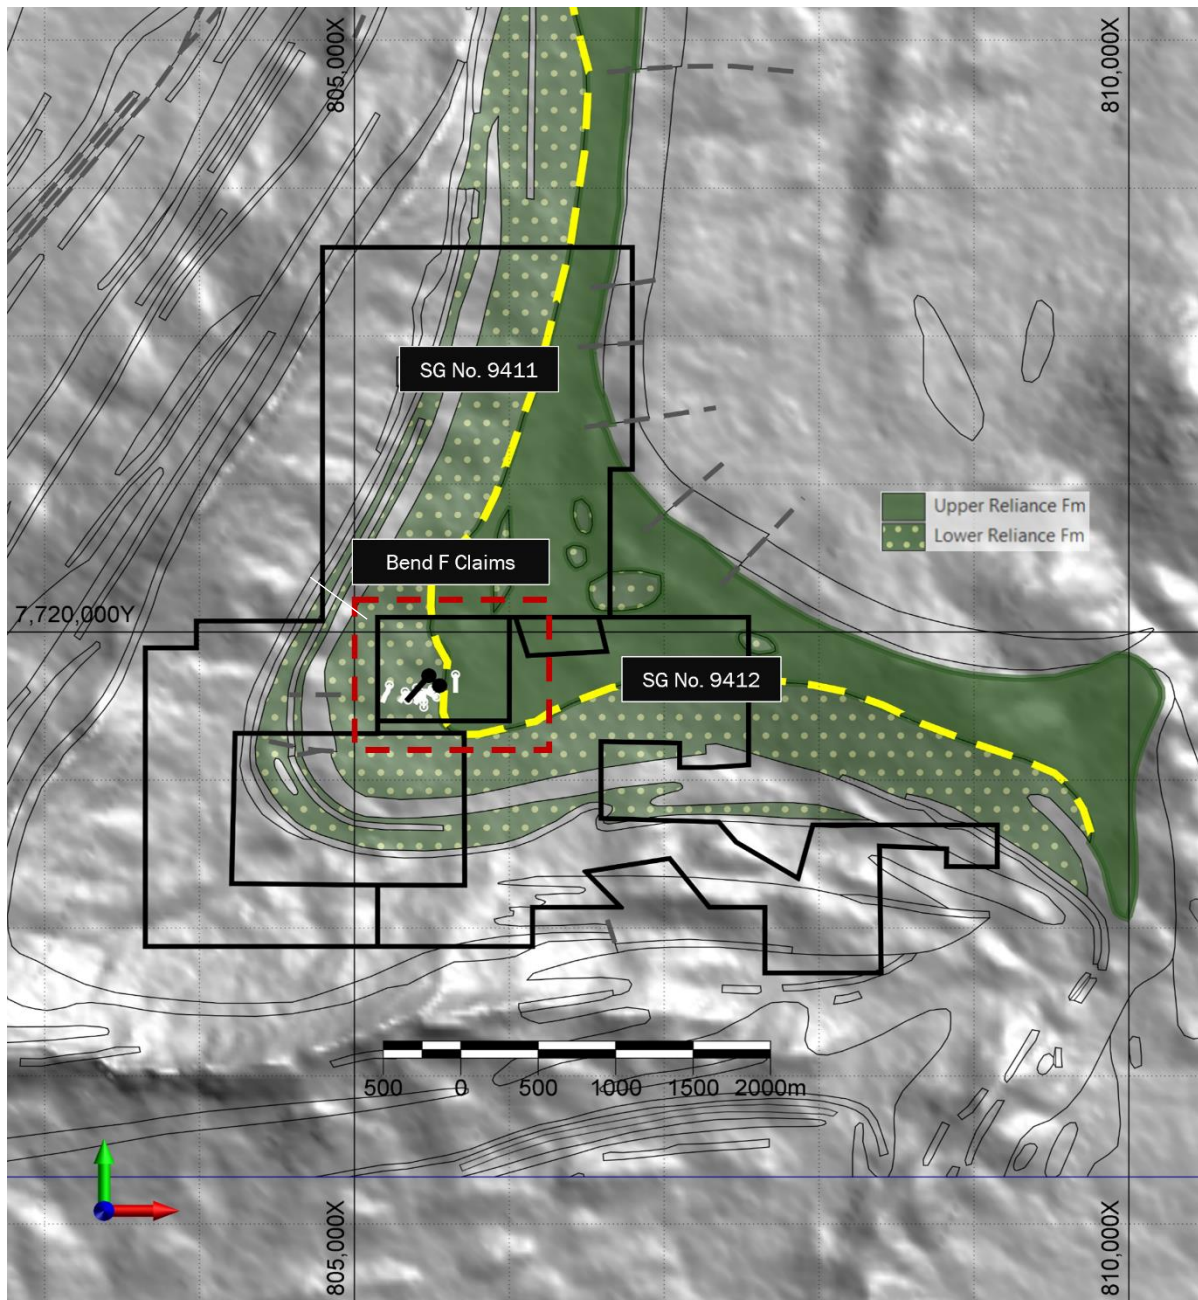 805,000X
810,000X
SG No. 9411
Upper Reliance Fm
Lower Reliance Fm
Bend F Claims
7,720,000Y
SG No. 9412
500 0 500 1000 1500 2000m
805,000X
810,000X